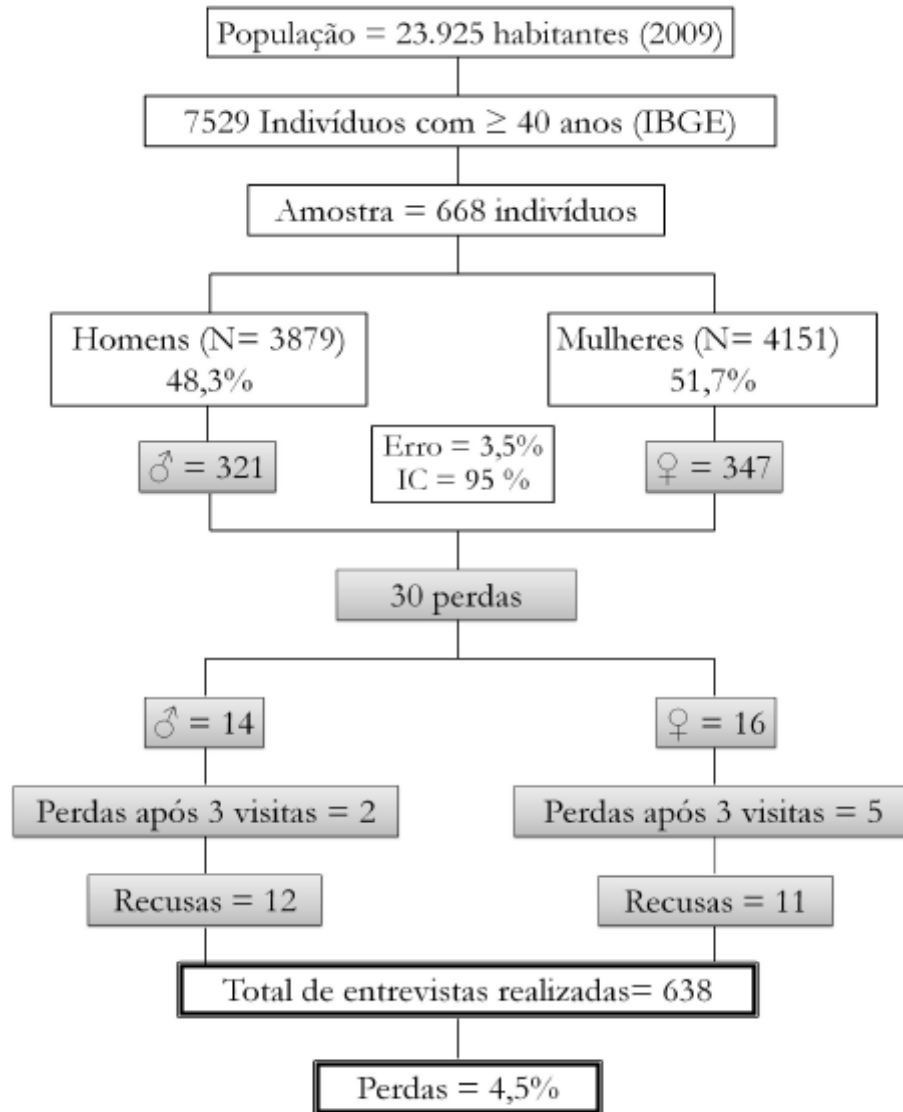 População = 23.925 habitantes (2009)
7529 Indivíduos com ≥ 40 anos (IBGE)
Amostra = 668 indivíduos
Homens (N= 3879)
48,3%
Mulheres (N= 4151)
51,7%
♂ = 321
Erro = 3,5%
IC = 95 %
♀ = 347
30 perdas
♂ = 14
♀ = 16
Perdas após 3 visitas = 2
Perdas após 3 visitas = 5
Recusas = 12
Recusas = 11
Total de entrevistas realizadas= 638
Perdas = 4,5%